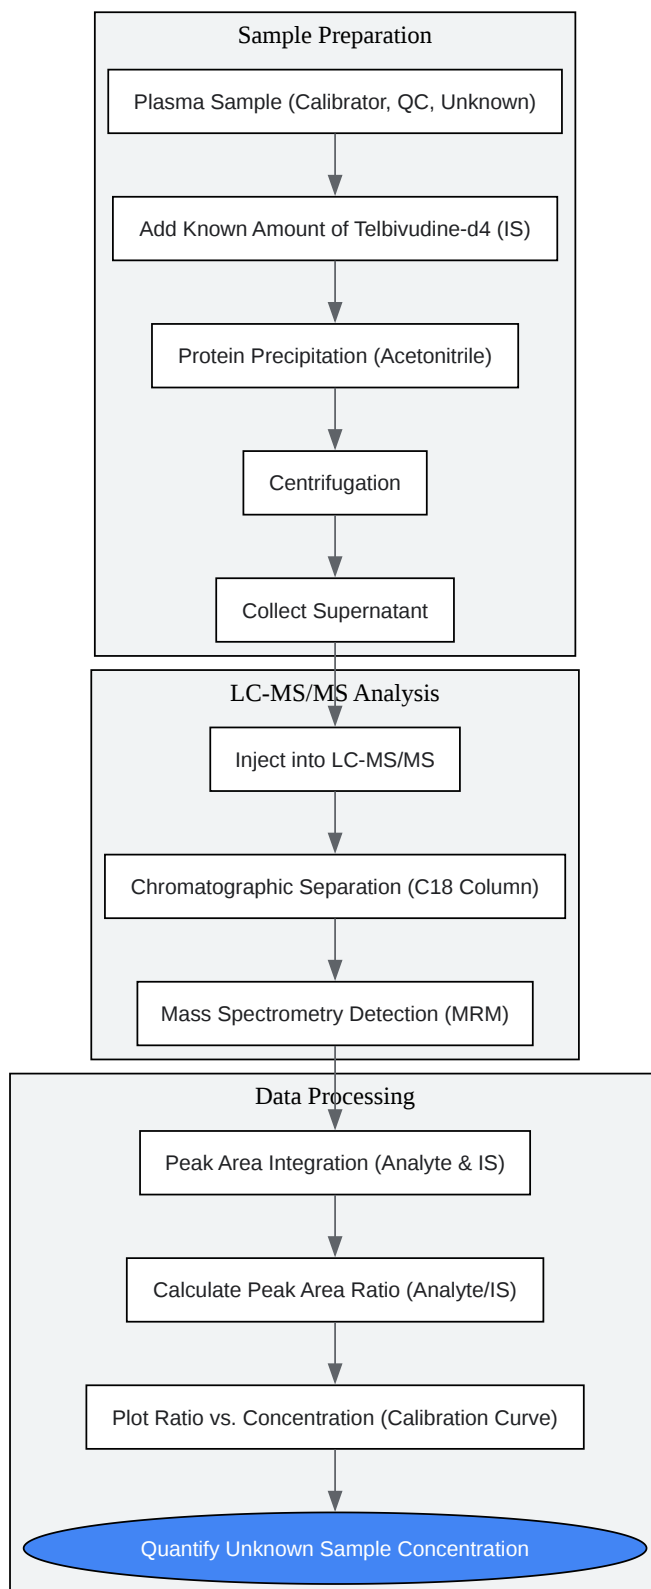 Sample Preparation
Plasma Sample (Calibrator, QC, Unknown)
Add Known Amount of Telbivudine-d4 (IS)
Protein Precipitation (Acetonitrile)
Centrifugation
Collect Supernatant
LC-MS/MS Analysis
Inject into LC-MS/MS
Chromatographic Separation (C18 Column)
Mass Spectrometry Detection (MRM)
Data Processing
Peak Area Integration (Analyte & IS)
Calculate Peak Area Ratio (Analyte/IS)
Plot Ratio vs. Concentration (Calibration Curve)
Quantify Unknown Sample Concentration